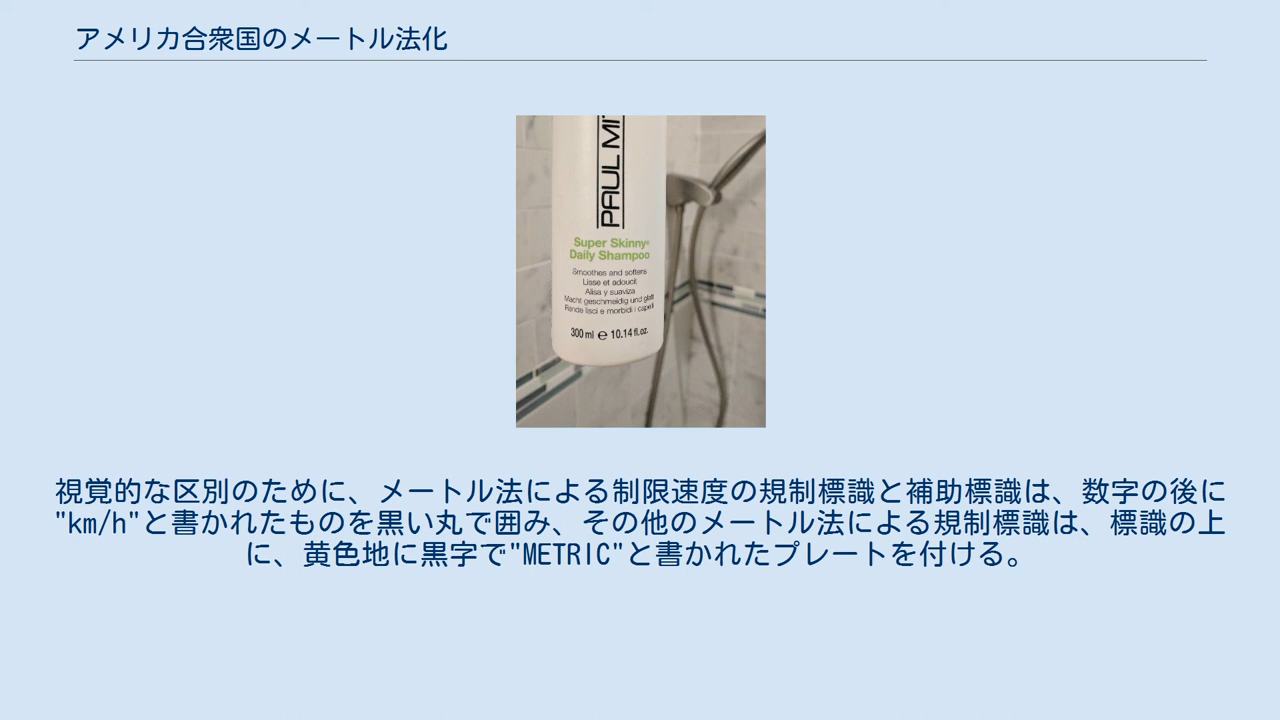 アメリカ合衆国のメートル法化
PAUL MIT
Super Skinny®
Daily Shampoo
Smoothes and softens
Lisse et adoucit
Alisa y suaviza
Macht geschmeidig und glatt
Rende lisci e morbidi i capelli
300 ml ℮ 10.14 fl.oz.
視覚的な区別のために、メートル法による制限速度の規制標識と補助標識は、数字の後に
"km/h"と書かれたものを黒い丸で囲み、その他のメートル法による規制標識は、標識の上
に、黄色地に黒字で"METRIC"と書かれたプレートを付ける。